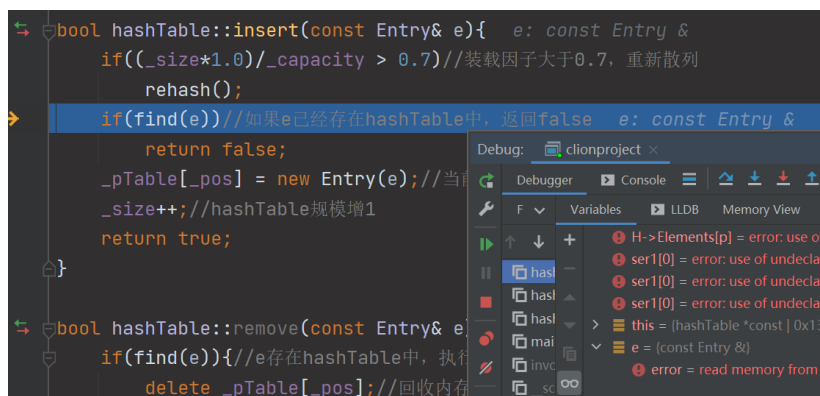 bool hashTable::insert(const Entry& e){ e: const Entry &
if((_size*1.0)/_capacity > 0.7)//装载因子大于0.7，重新散列
rehash();
if(find(e))//如果e已经存在hashTable中，返回false e: const Entry &
return false;
_pTable[_pos] = new Entry(e);//当前
_size++;//hashTable规模增1
return true;
}
bool hashTable::remove(const Entry& e)
if(find(e)){//e存在hashTable中，执行
delete _pTable[_pos];//回收内存
Debug: clionproject
Debugger Console
F Variables LLDB Memory View
H->Elements[p] = error: use o
ser1[0] = error: use of undecla
hasl ser1[0] = error: use of undecla
hasl ser1[0] = error: use of undecla
hasl this = {hashTable *const | 0x13
mai e = {const Entry &}
invo error = read memory from
_sc